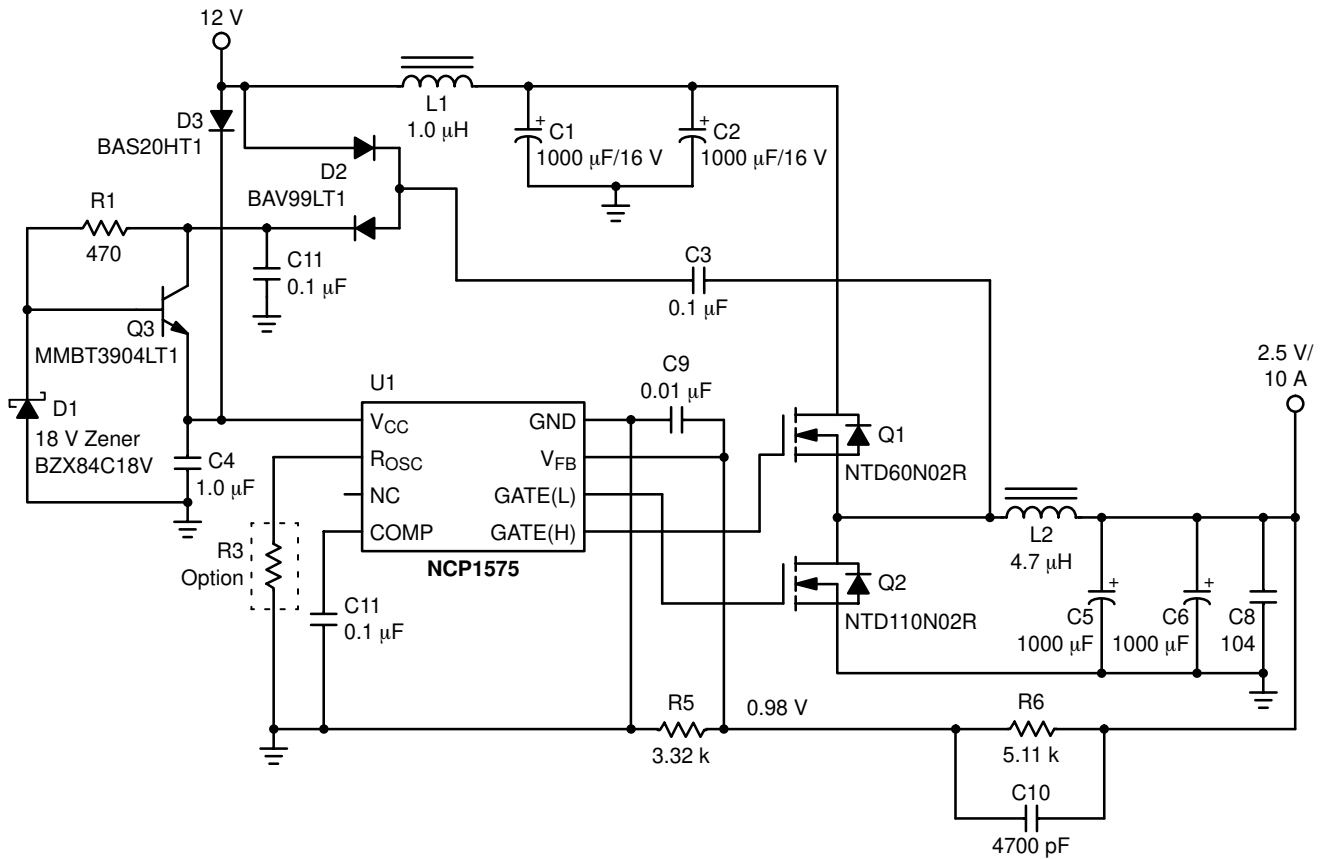 12 V
D3
BAS20HT1
L1
1.0 μH
+
C1
1000 μF/16 V
+
C2
1000 μF/16 V
D2
BAV99LT1
R1
470
C11
0.1 μF
C3
0.1 μF
Q3
MMBT3904LT1
D1
18 V Zener
BZX84C18V
C4
1.0 μF
U1
C9
0.01 μF
2.5 V/
10 A
VCC
GND
ROSC
VFB
NC
GATE(L)
COMP
GATE(H)
NCP1575
Q1
NTD60N02R
L2
4.7 μH
R3
Option
C11
0.1 μF
Q2
NTD110N02R
+
C5
1000 μF
+
C6
1000 μF
C8
104
R5
3.32 k
0.98 V
R6
5.11 k
C10
4700 pF